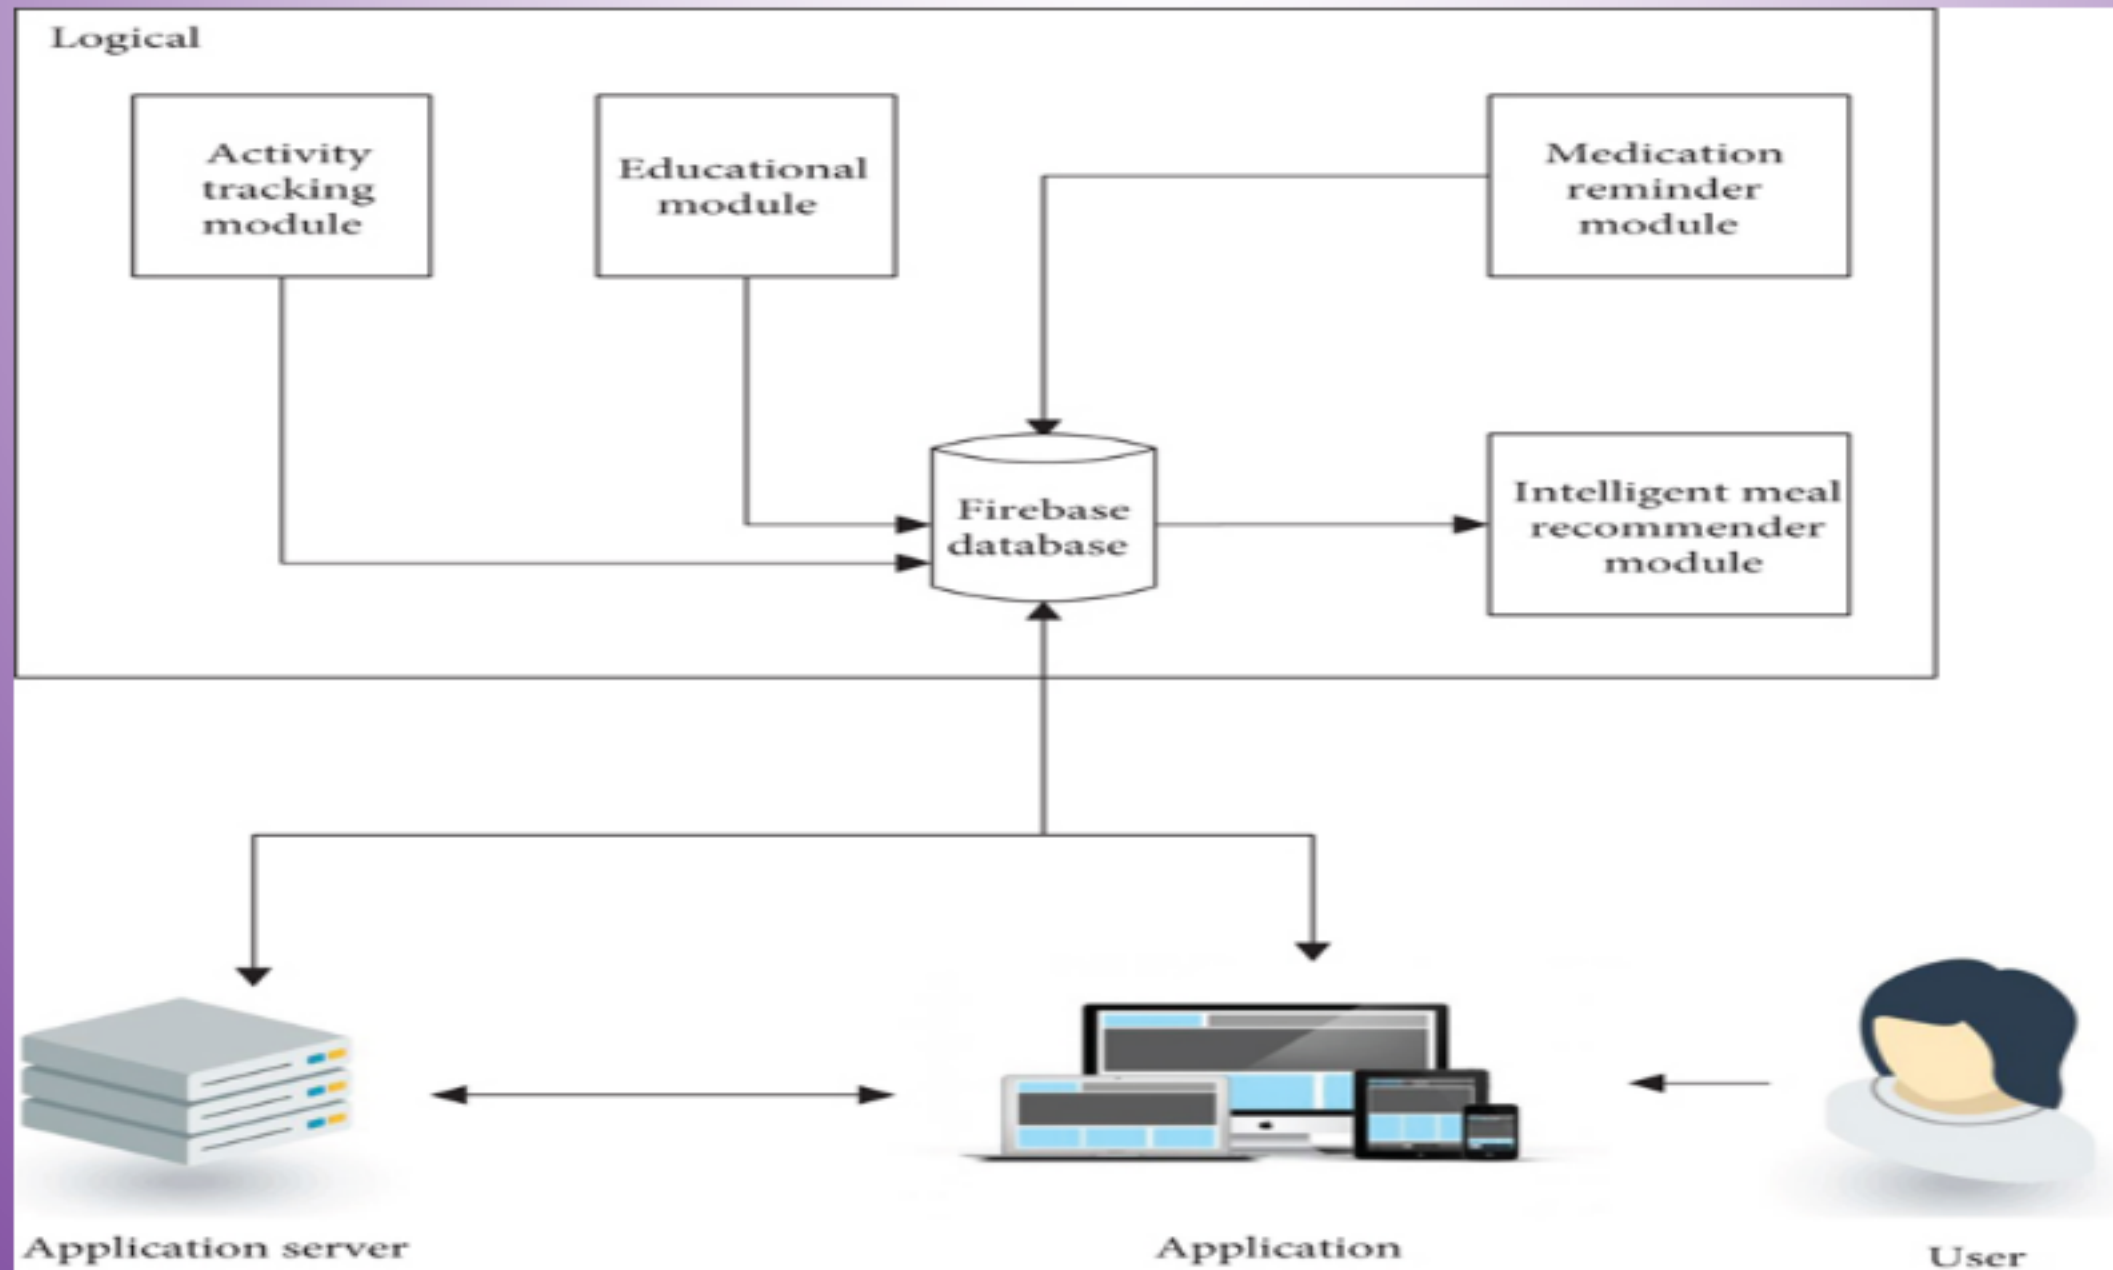 Logical
Activity
tracking
module
Educational
module
Medication
reminder
module
Firebase
database
Intelligent meal
recommender
module
Application server
Application
User